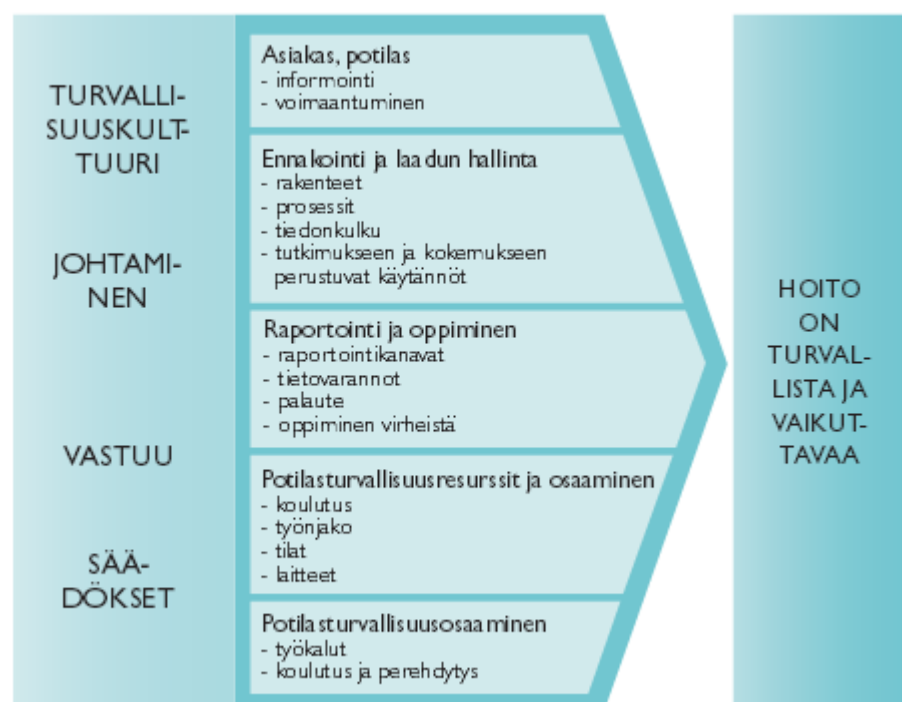 TURVALLI-
SUUSKULT-
TUURI
JOHTAMI-
NEN
VASTUU
SÄÄ-
DÖKSET
Asiakas, potilas
- informointi
- voimaantuminen
Ennakointi ja laadun hallinta
- rakenteet
- prosessit
- tiedonkulku
- tutkimukseen ja kokemukseen
perustuvat käytännöt
Raportointi ja oppiminen
- raportointikanavat
- tietovarannot
- palaute
- oppiminen virheistä
Potilasturvallisuusresurssit ja osaaminen
- koulutus
- työnjako
- tilat
- laitteet
Potilasturvallisuusosaaminen
- työkalut
- koulutus ja perehdytys
HOITO
ON
TURVAL-
LISTA JA
VAIKUT-
TAVAA